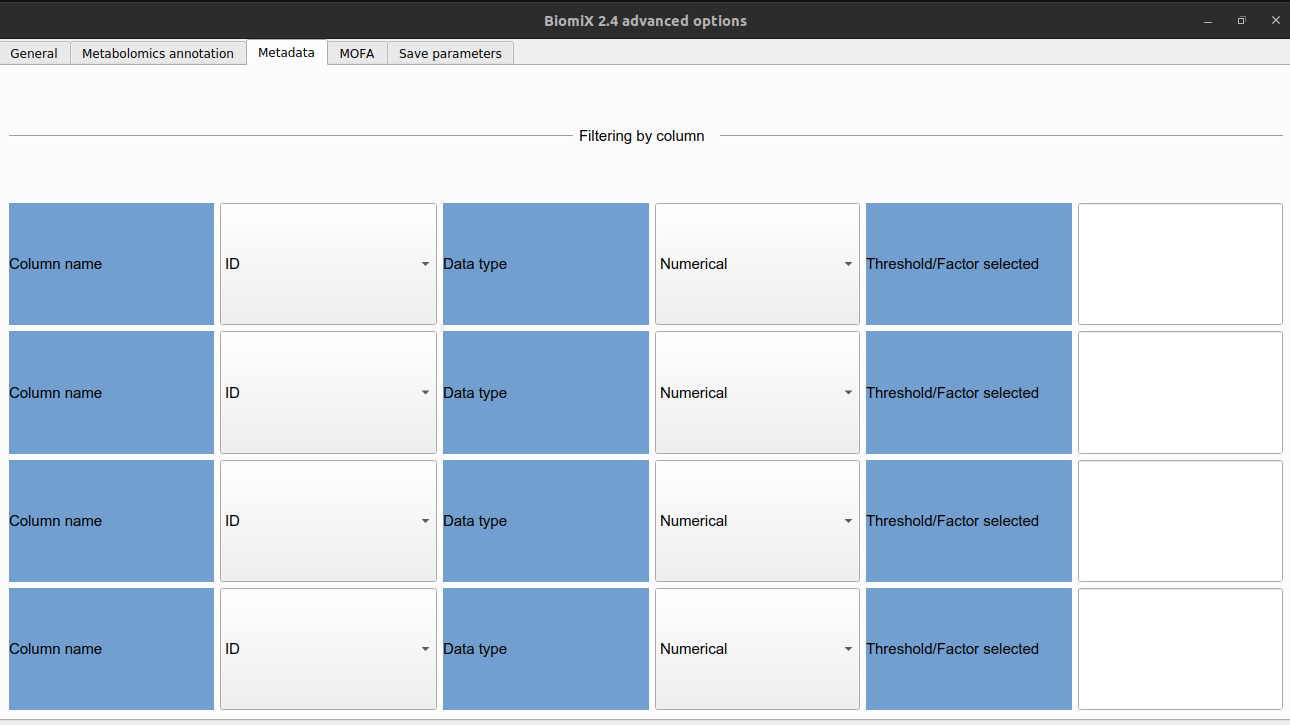 BiomiX 2.4 advanced options
General Metabolomics annotation Metadata MOFA Save parameters
Filtering by column
Column name ID Data type Numerical Threshold/Factor selected
Column name ID Data type Numerical Threshold/Factor selected
Column name ID Data type Numerical Threshold/Factor selected
Column name ID Data type Numerical Threshold/Factor selected